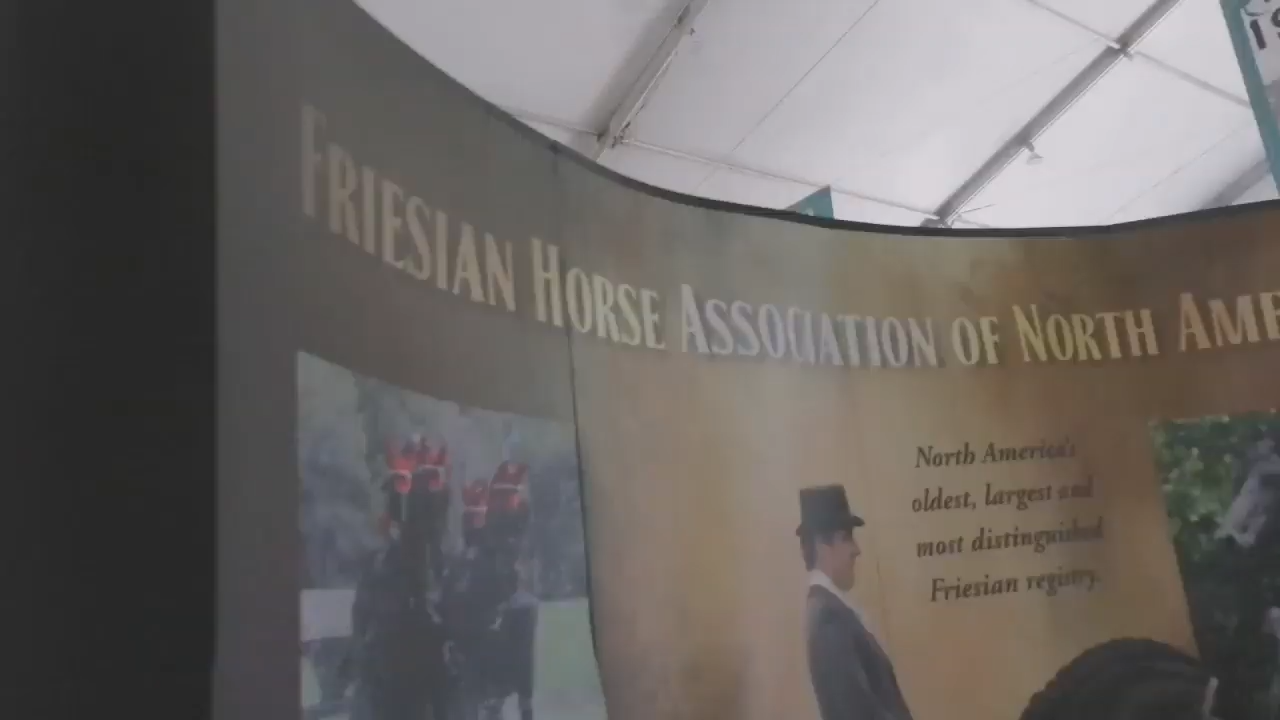 FRIESIAN HORSE ASSOCIATION OF NORTH AME
North America's
oldest, largest and
most distinguished
Friesian registry.